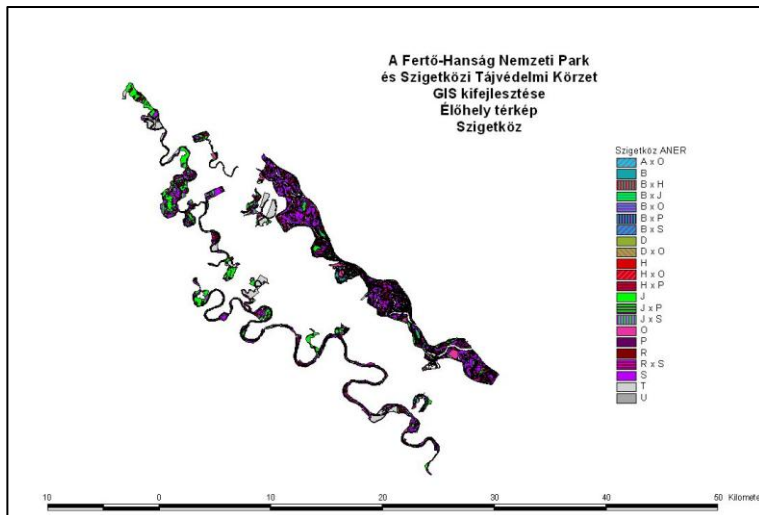 A Fertő-Hanság Nemzeti Park
és Szigetközi Tájvédelmi Körzet
GIS kifejlesztése
Élőhely térkép
Szigetköz
Szigetköz ANER
A x O
B
B x H
B x J
B x O
B x P
B x S
D
D x O
H
H x O
H x P
J
J x P
J x S
O
P
R
R x S
S
T
U
10 0 10 20 30 40 50 Kilomete